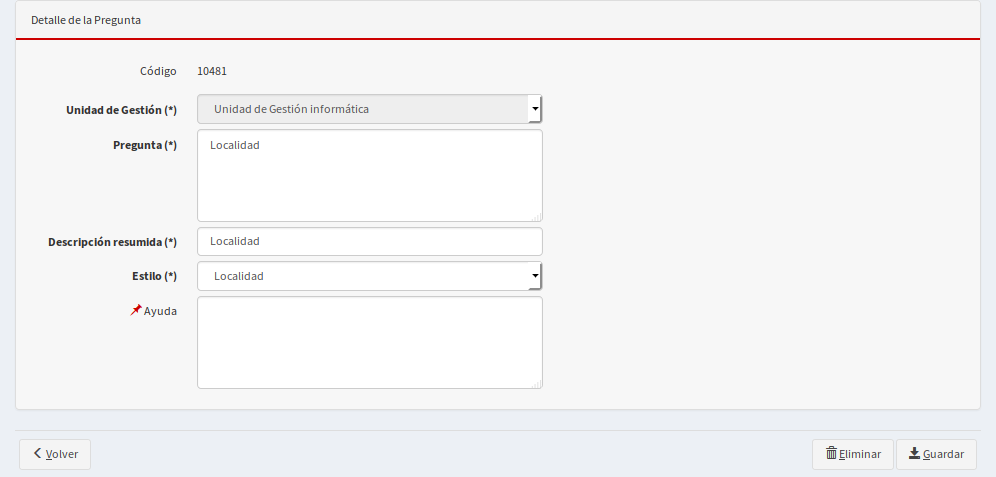 Detalle de la Pregunta
Código 10481
Unidad de Gestión (*) Unidad de Gestión informática
Pregunta (*) Localidad
Descripción resumida (*) Localidad
Estilo (*) Localidad
Ayuda
Volver Eliminar Guardar